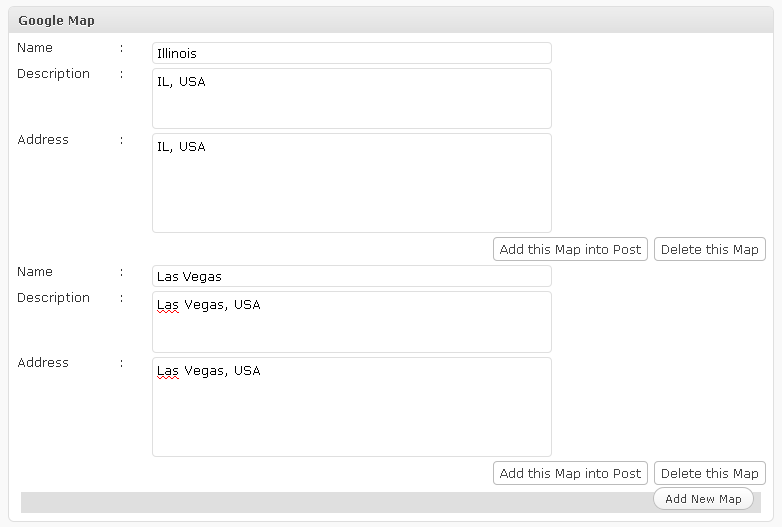 Google Map
Name : Illinois
Description : IL, USA
Address : IL, USA
Add this Map into Post Delete this Map
Name : Las Vegas
Description : Las Vegas, USA
Address : Las Vegas, USA
Add this Map into Post Delete this Map
Add New Map